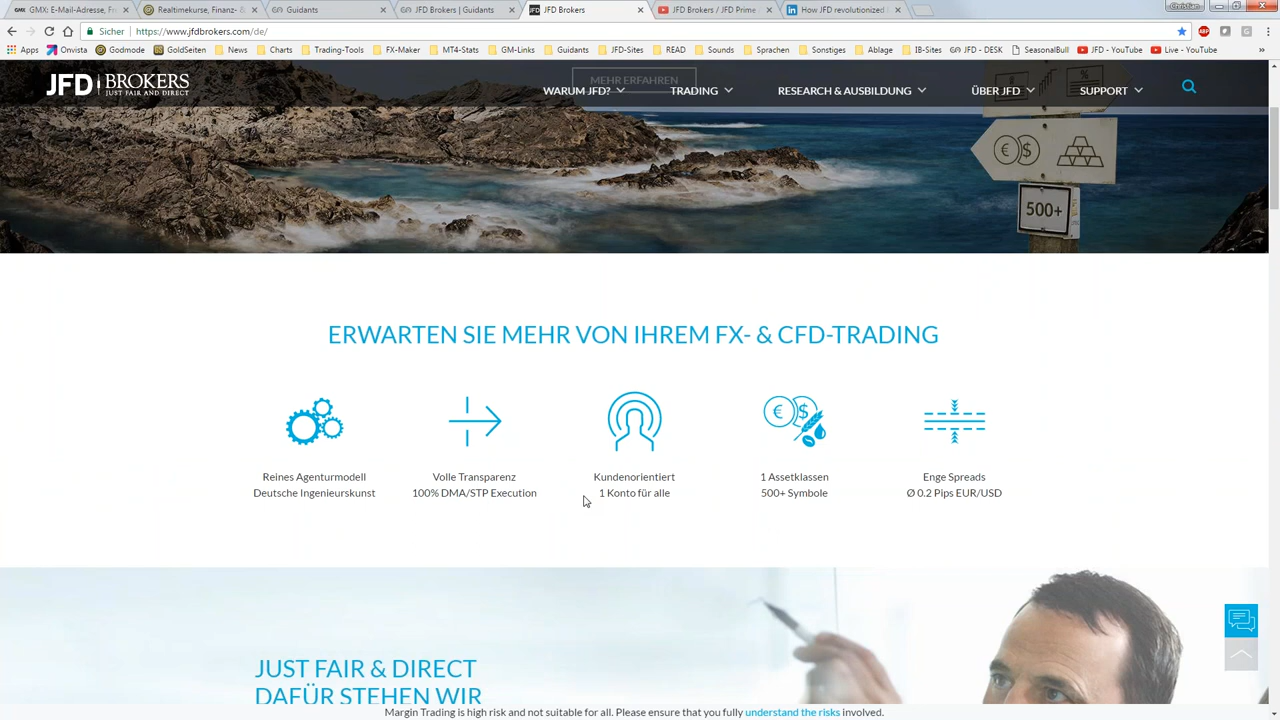 GMX: E-Mail-Adresse, Fr
Realtimekurse, Finanz- &
Guidants
JFD Brokers | Guidants
JFD Brokers
JFD Brokers / JFD Prime
How JFD revolutionized
Christian
Sicher | https://www.jfdbrokers.com/de/
Apps
Onvista
Godmode
GoldSeiten
News
Charts
Trading-Tools
FX-Maker
MT4-Stats
GM-Links
Guidants
JFD-Sites
READ
Sounds
Sprachen
Sonstiges
Ablage
IB-Sites
JFD - DESK
SeasonalBull
JFD - YouTube
Live - YouTube
JFD | BROKERS
JUST FAIR AND DIRECT
MEHR ERFAHREN
WARUM JFD?
TRADING
RESEARCH & AUSBILDUNG
ÜBER JFD
SUPPORT
8
%
€ $
500+
ERWARTEN SIE MEHR VON IHREM FX- & CFD-TRADING
€ $
Reines Agenturmodell
Deutsche Ingenieurskunst
Volle Transparenz
100% DMA/STP Execution
Kundenorientiert
1 Konto für alle
1 Assetklassen
500+ Symbole
Enge Spreads
Ø 0.2 Pips EUR/USD
JUST FAIR & DIRECT
DAFÜR STEHEN WIR
Margin Trading is high risk and not suitable for all. Please ensure that you fully understand the risks involved.